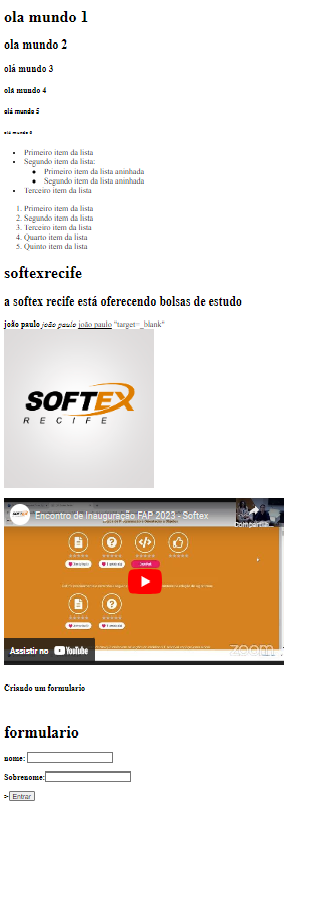 ola mundo 1
ola mundo 2
olá mundo 3
olá mundo 4
olá mundo 5
olá mundo 6
Primeiro item da lista
Segundo item da lista:
Primeiro item da lista aninhada
Segundo item da lista aninhada
Terceiro item da lista
1. Primeiro item da lista
2. Segundo item da lista
3. Terceiro item da lista
4. Quarto item da lista
5. Quinto item da lista
softexrecife
a softex recife está oferecendo bolsas de estudo
joão paulo joão paulo joão paulo "target=_blank"
SOFTEX
RECIFE
Encontro de Inauguração FAP 2023 - Softex
Compartil...
Assistir no YouTube
zoom
Criando um formulario
formulario
nome:
Sobrenome:
>Entrar